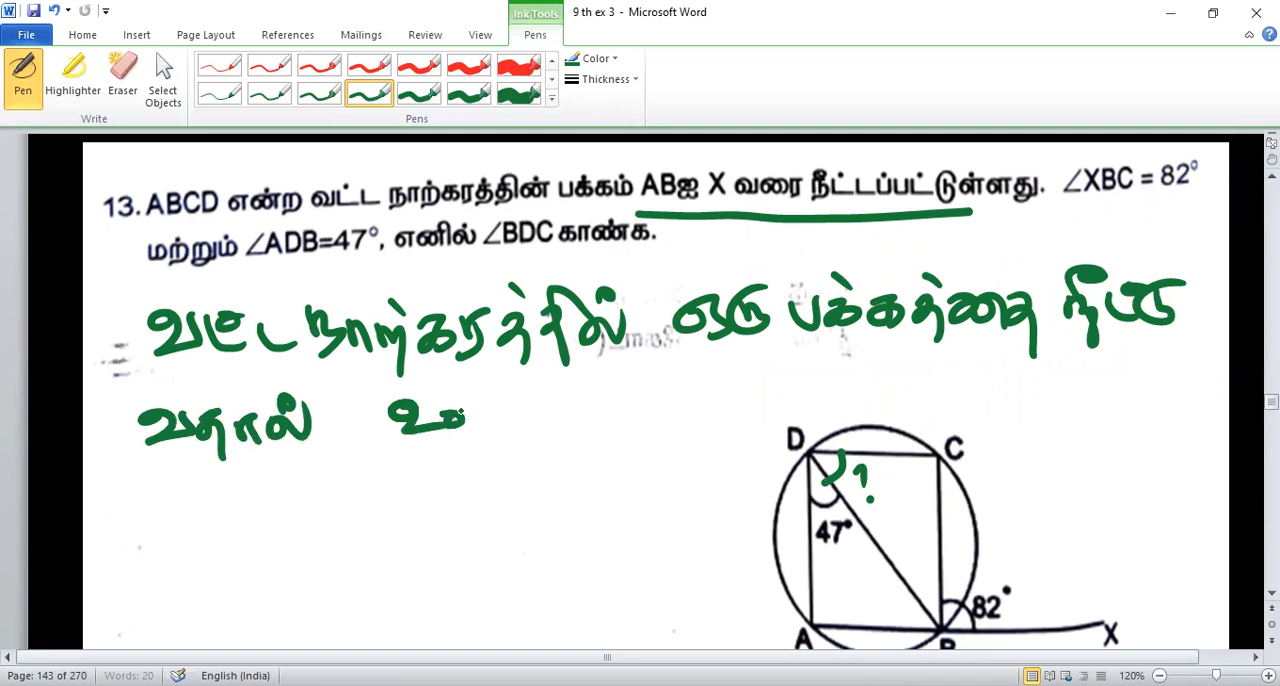 Ink Tools
9 th ex 3 - Microsoft Word
File Home Insert Page Layout References Mailings Review View Pens
Pen Highlighter Eraser Select Objects
Color
Thickness
Write Pens
13. ABCD என்ற வட்ட நாற்கரத்தின் பக்கம் ABஐ X வரை நீட்டப்பட்டுள்ளது. ∠XBC = 82°
மற்றும் ∠ADB=47°, எனில் ∠BDC காண்க.
வட்ட நாற்கரத்தில் ஒரு பக்கத்தை நீட்டு
வதால்
D C
?
47°
82°
A B X
Page: 143 of 270 Words: 20 English (India) 120%